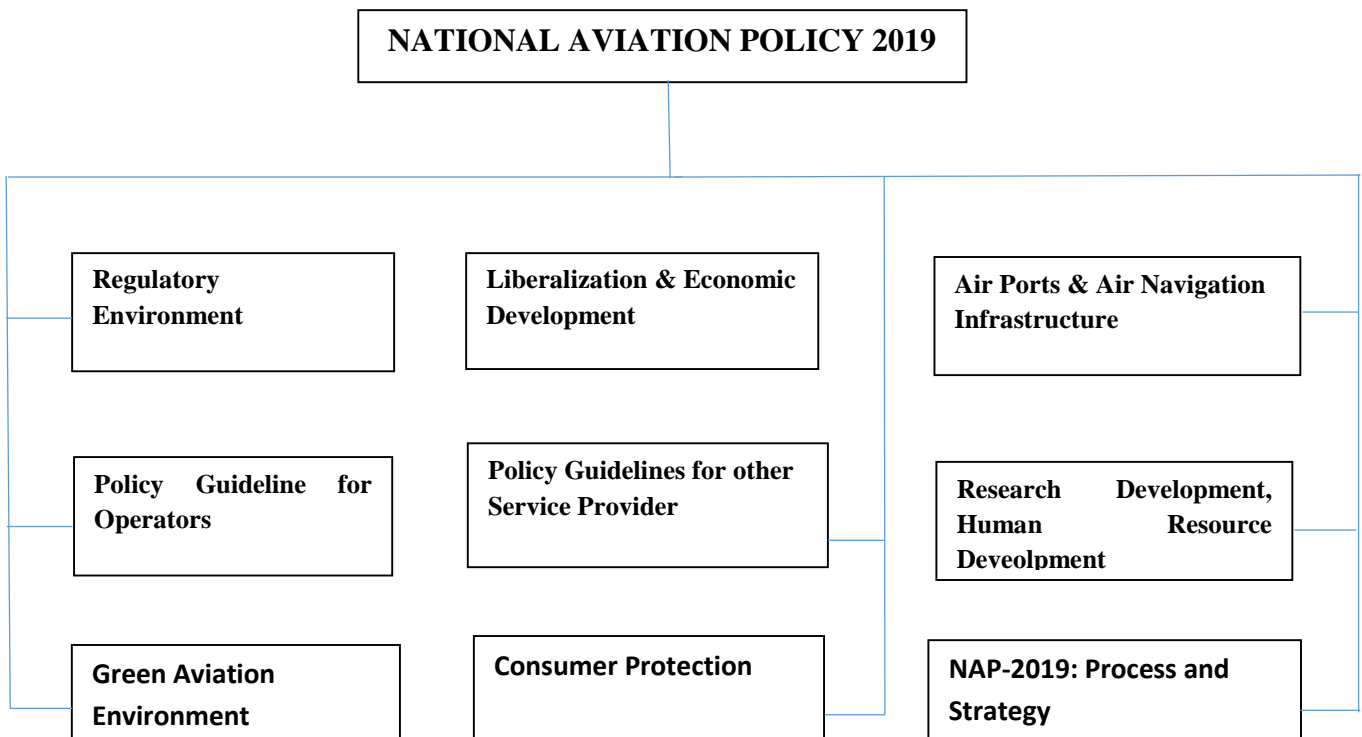 NATIONAL AVIATION POLICY 2019
Regulatory
Environment
Liberalization & Economic
Development
Air Ports & Air Navigation
Infrastructure
Policy Guideline for
Operators
Policy Guidelines for other
Service Provider
Research Development,
Human Resource
Deveolpment
Green Aviation
Environment
Consumer Protection
NAP-2019: Process and
Strategy